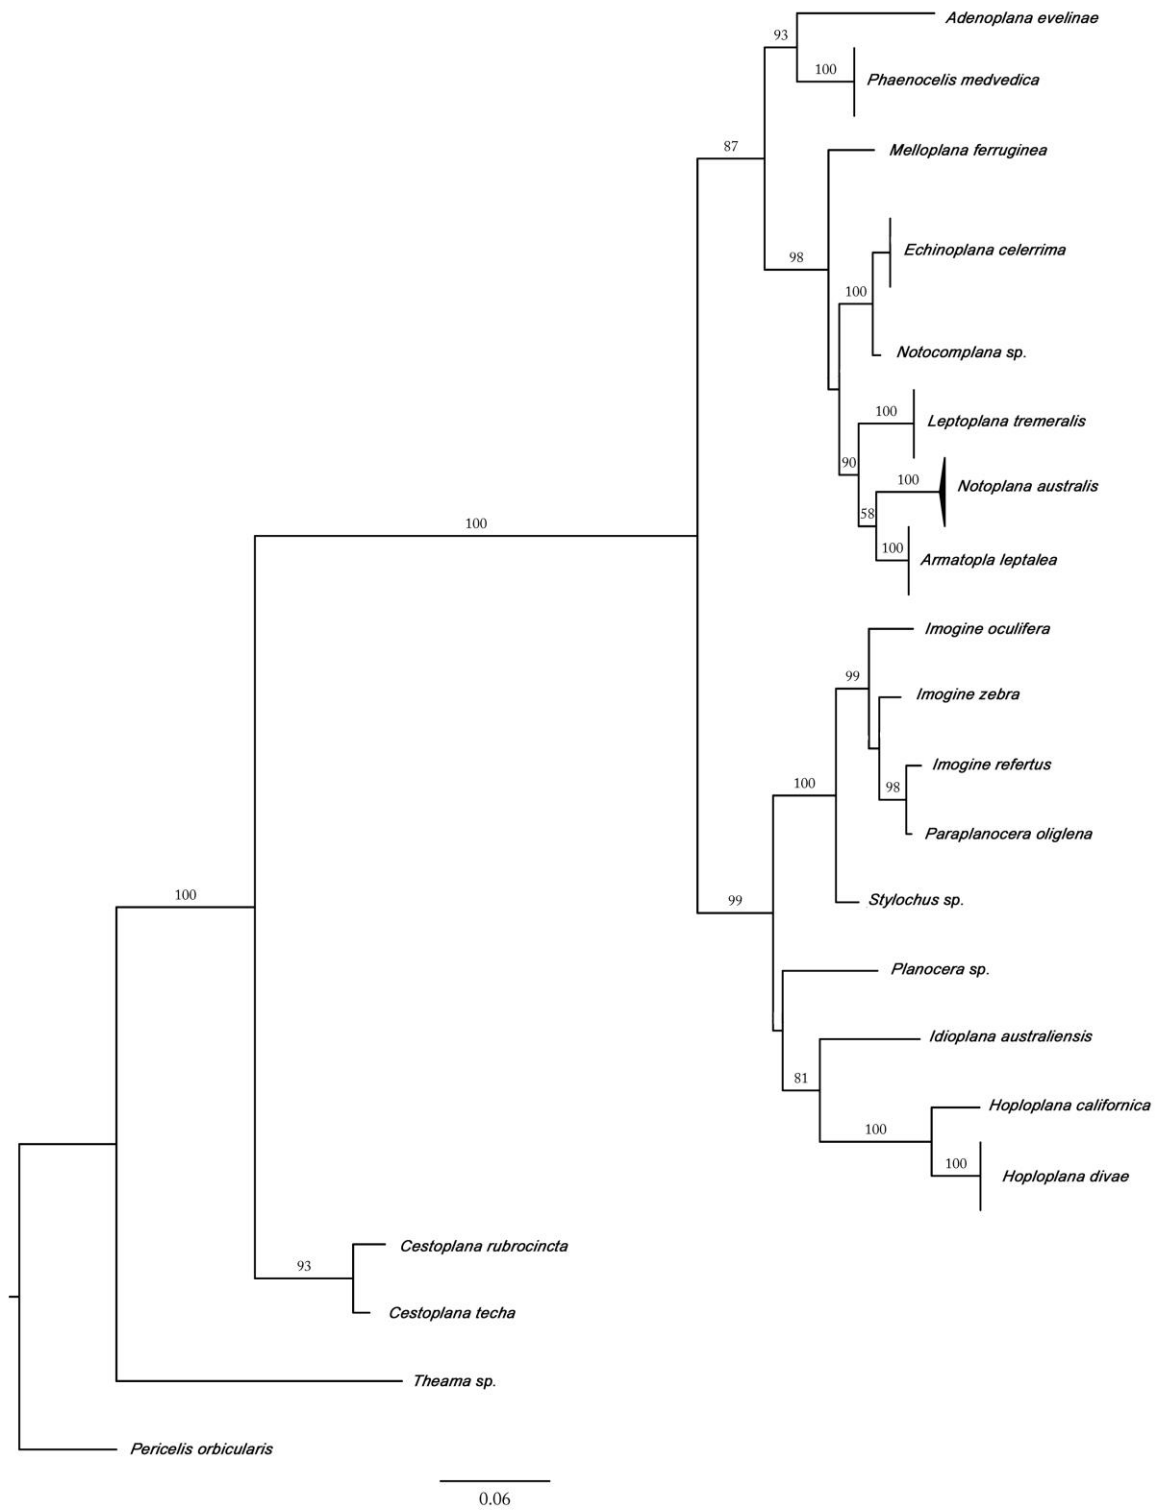 Adenoplana evelinae
93
100
Phaenocelis medvedica
87
Melloplana ferruginea
Echinoplana celerrima
98
100
Notocomplana sp.
100
Leptoplana tremeralis
90
100
Notoplana australis
58
100
Armatopla leptalea
100
Imogine oculifera
99
Imogine zebra
Imogine refertus
100
98
Paraplanocera oliglena
100
99
Stylochus sp.
Planocera sp.
Idioplana australiensis
81
Hoploplana californica
100
100
Hoploplana divae
Cestoplana rubrocincta
93
Cestoplana techa
Theama sp.
Pericelis orbicularis
0.06